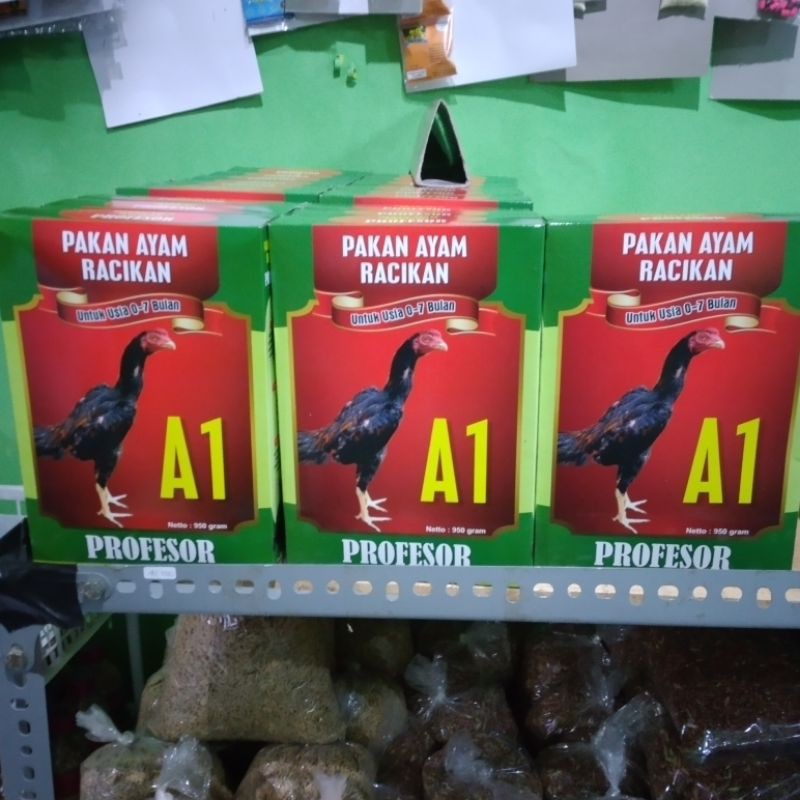 PAKAN AYAM
RACIKAN
Untuk Usia 0-7 Bulan
A1
Netto : 950 gram
PROFESOR
PAKAN AYAM
RACIKAN
Untuk Usia 0-7 Bulan
A1
Netto : 950 gram
PROFESOR
PAKAN AYAM
RACIKAN
Untuk Usia 0-7 Bulan
A1
Netto : 950 gram
PROFESOR